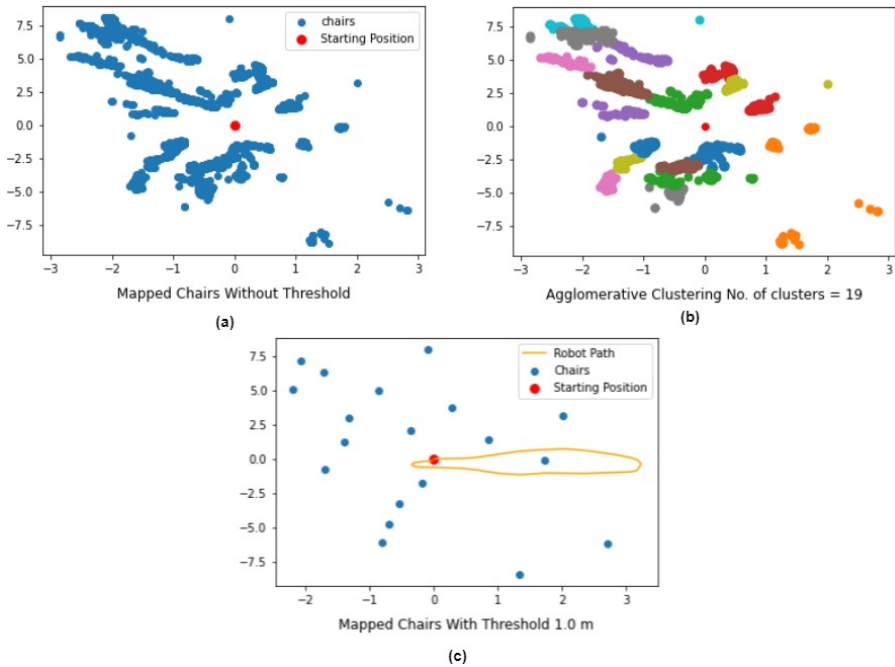 7.5
5.0
2.5
0.0
−2.5
−5.0
−7.5
−3 −2 −1 0 1 2 3
chairs
Starting Position
Mapped Chairs Without Threshold
(a)
7.5
5.0
2.5
0.0
−2.5
−5.0
−7.5
−3 −2 −1 0 1 2 3
Agglomerative Clustering No. of clusters = 19
(b)
7.5
5.0
2.5
0.0
−2.5
−5.0
−7.5
−2 −1 0 1 2 3
Robot Path
Chairs
Starting Position
Mapped Chairs With Threshold 1.0 m
(c)